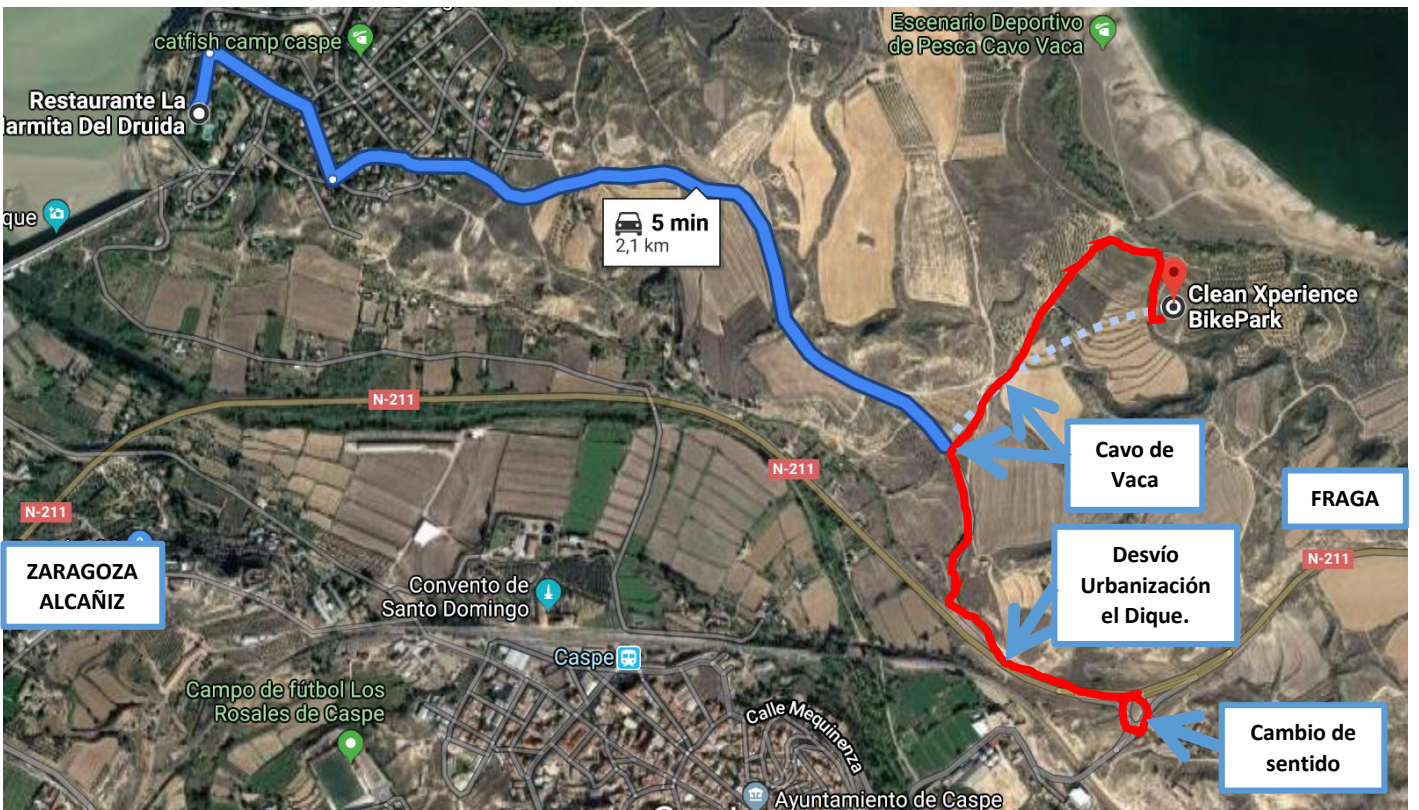 Escenario Deportivo
de Pesca Cavo Vaca
catfish camp caspe
Restaurante La
armita Del Druida
que
5 min
2,1 km
Clean Xperience
BikePark
N-211
Cavo de
Vaca
N-211
FRAGA
N-211
ZARAGOZA
ALCAÑIZ
Desvío
Urbanización
el Dique.
N-211
Convento de
Santo Domingo
Caspe
Campo de fútbol Los
Rosales de Caspe
Calle Mequinenza
Cambio de
sentido
Ayuntamiento de Caspe